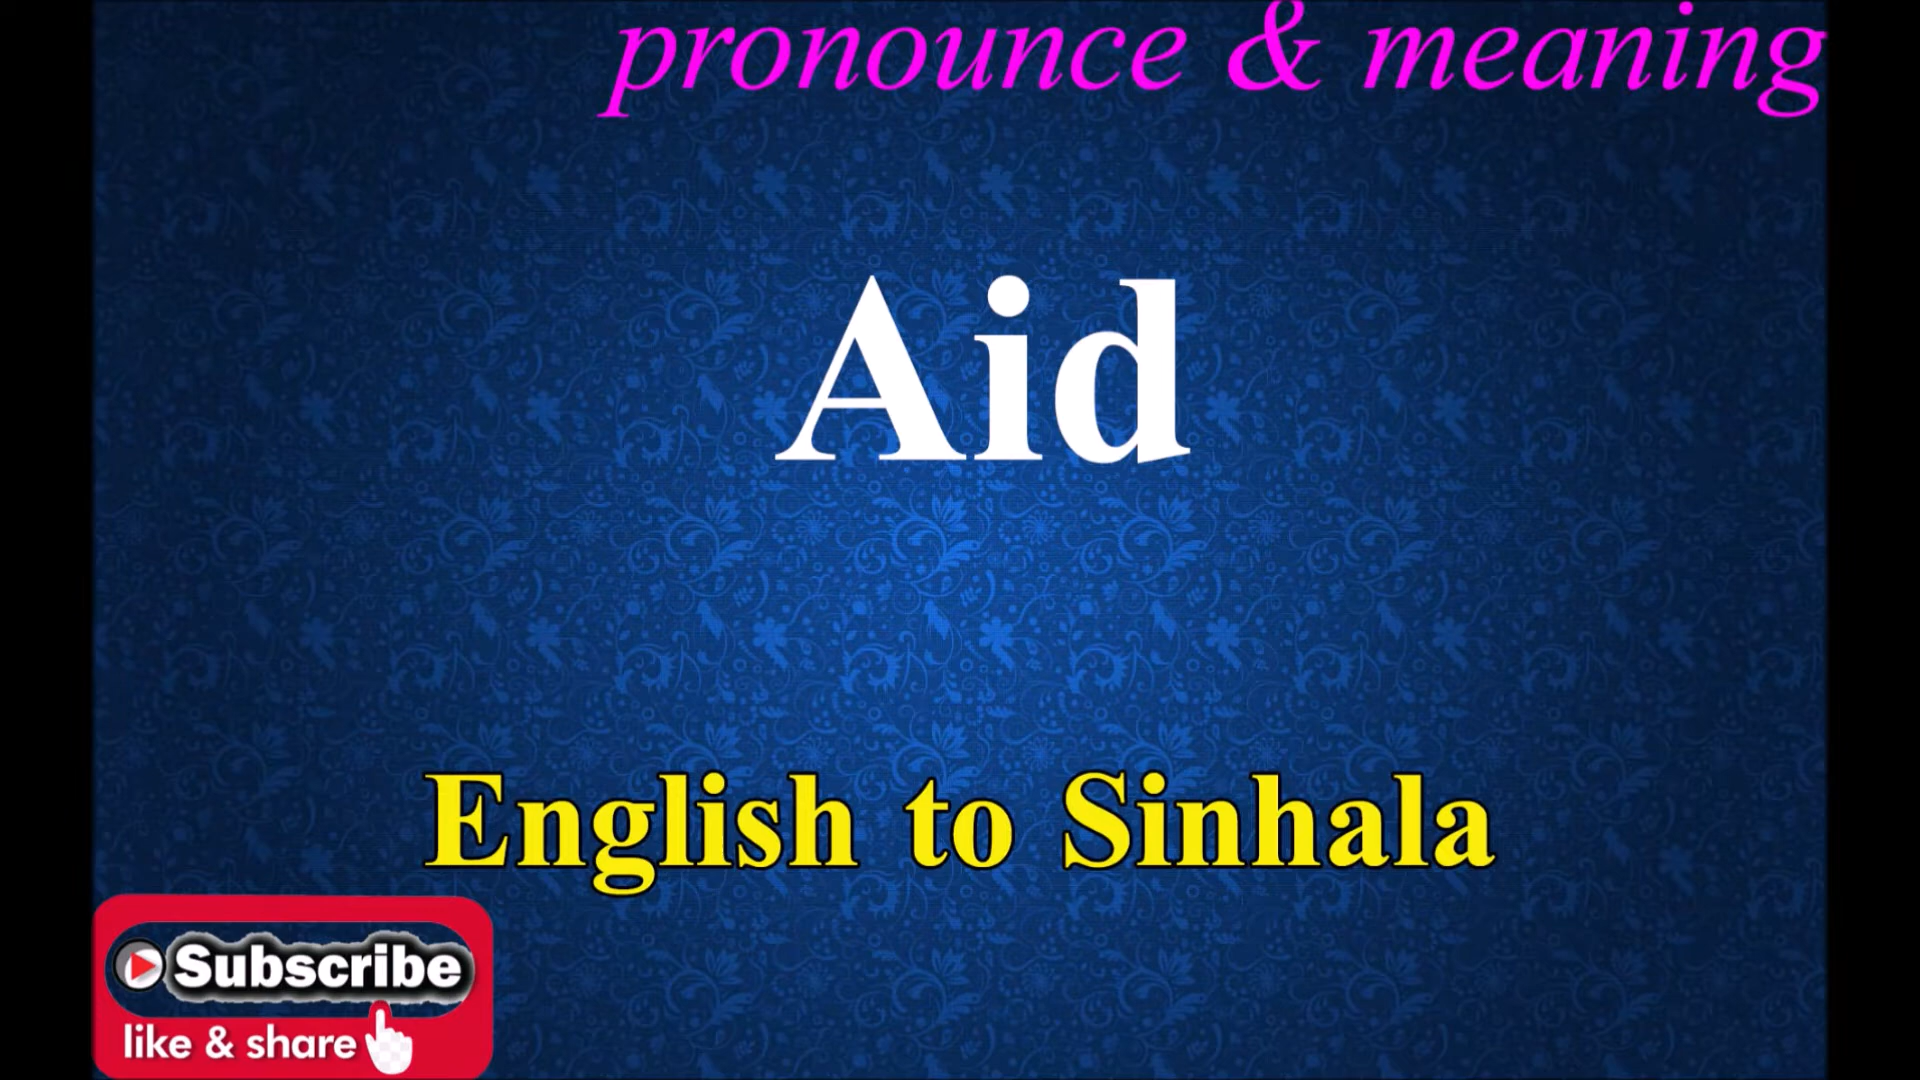 pronounce & meaning
Aid
English to Sinhala
Subscribe
like & share